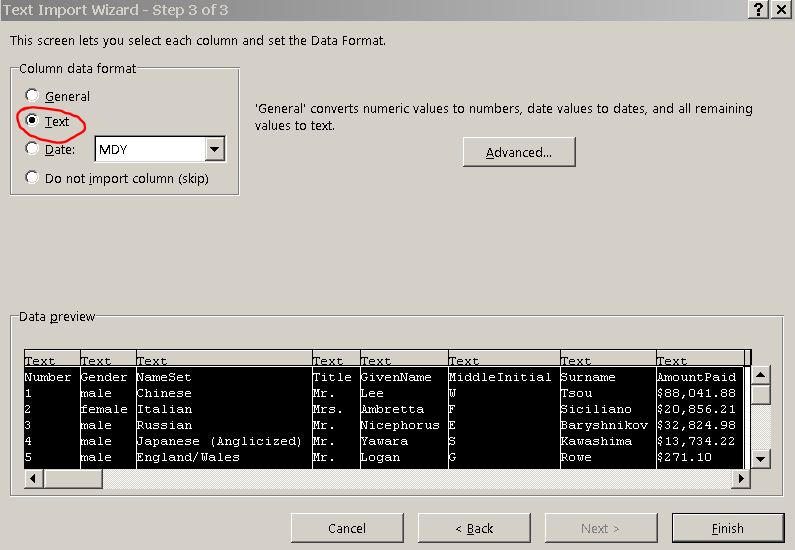 Text Import Wizard - Step 3 of 3
This screen lets you select each column and set the Data Format.
Column data format
General
Text
Date: MDY
Do not import column (skip)
'General' converts numeric values to numbers, date values to dates, and all remaining
values to text.
Advanced...
Data preview
Text Text Text Text Text Text Text Text
Number Gender NameSet Title GivenName MiddleInitial Surname AmountPaid
1 male Chinese Mr. Lee W Tsou $88,041.88
2 female Italian Mrs. Ambretta F Siciliano $20,856.21
3 male Russian Mr. Nicephorus E Baryshnikov $32,824.98
4 male Japanese (Anglicized) Mr. Yawara S Kawashima $13,734.22
5 male England/Wales Mr. Logan G Rowe $271.10
Cancel < Back Next > Finish